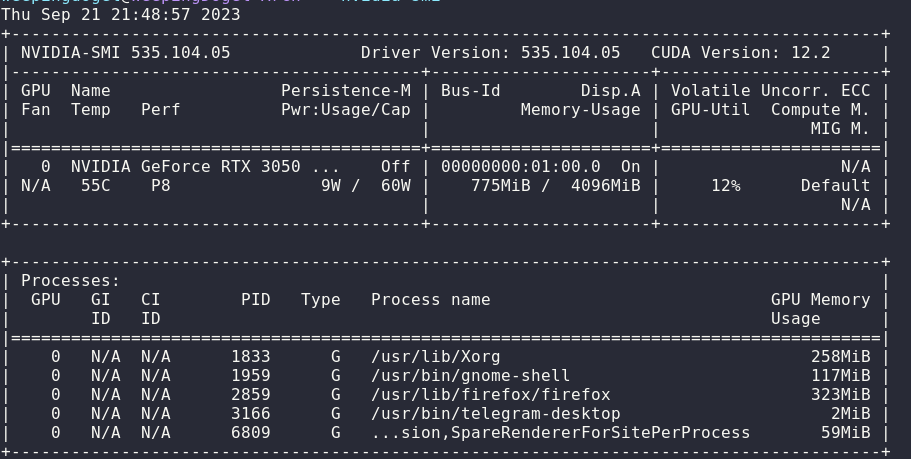 Thu Sep 21 21:48:57 2023
+---------------------------------------------------------------------------------------+
| NVIDIA-SMI 535.104.05             Driver Version: 535.104.05   CUDA Version: 12.2     |
|-----------------------------------------+----------------------+----------------------+
| GPU  Name                 Persistence-M | Bus-Id        Disp.A | Volatile Uncorr. ECC |
| Fan  Temp   Perf          Pwr:Usage/Cap |         Memory-Usage | GPU-Util  Compute M. |
|                                         |                      |               MIG M. |
|=========================================+======================+======================|
|   0  NVIDIA GeForce RTX 3050 ...    Off | 00000000:01:00.0  On |                  N/A |
| N/A   55C    P8               9W /  60W |    775MiB /  4096MiB |     12%      Default |
|                                         |                      |                  N/A |
+-----------------------------------------+----------------------+----------------------+

+---------------------------------------------------------------------------------------+
| Processes:                                                                            |
|  GPU   GI   CI        PID   Type   Process name                            GPU Memory |
|        ID   ID                                                             Usage      |
|=======================================================================================|
|    0   N/A  N/A      1833      G   /usr/lib/Xorg                               258MiB |
|    0   N/A  N/A      1959      G   /usr/bin/gnome-shell                        117MiB |
|    0   N/A  N/A      2859      G   /usr/lib/firefox/firefox                    323MiB |
|    0   N/A  N/A      3166      G   /usr/bin/telegram-desktop                     2MiB |
|    0   N/A  N/A      6809      G   ...sion,SpareRendererForSitePerProcess       59MiB |
+---------------------------------------------------------------------------------------+